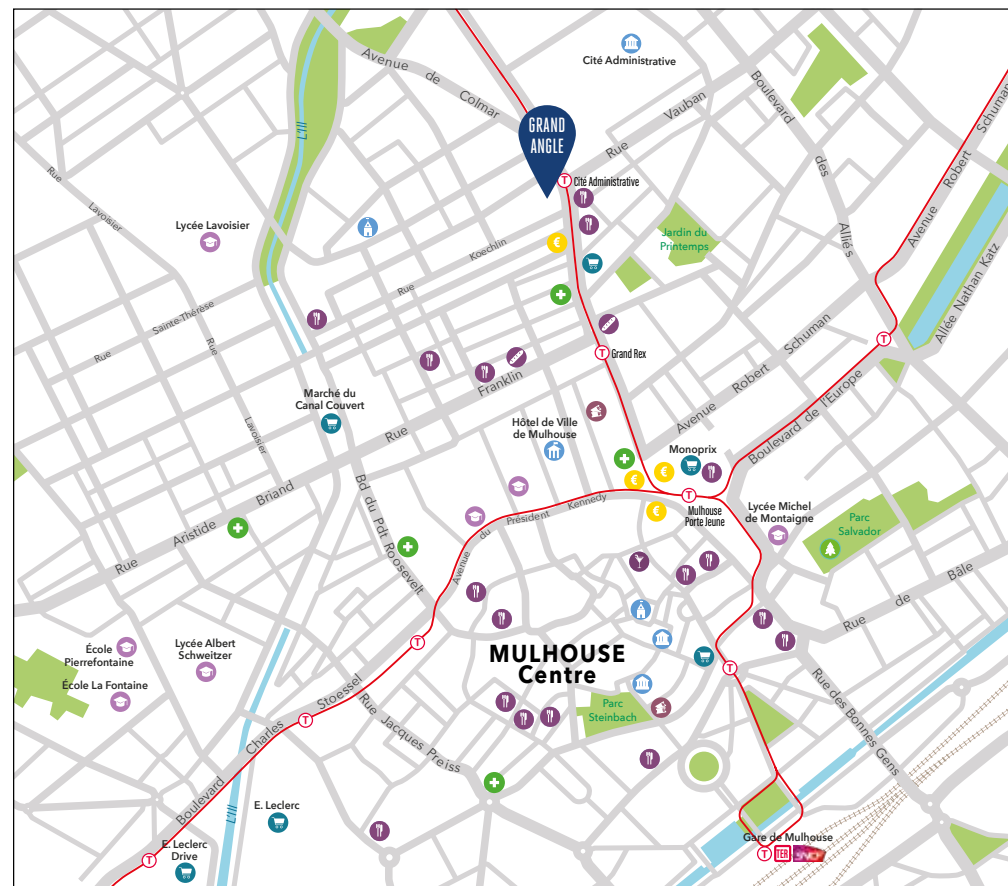 Cité Administrative
Avenue de Colmar
Boulevard des Alliés
Avenue Robert Schuman
GRAND
ANGLE
Rue Vauban
L'Ill
Rue Lavoisier
T Cité Administrative
Lycée Lavoisier
Jardin du
Printemps
€
Rue Koechlin
Allée Nathan Katz
Rue Sainte-Thérèse
T Grand Rex
T
Avenue Robert Schuman
Rue Lavoisier
Marché du
Canal Couvert
Rue Franklin
Boulevard de l'Europe
Hôtel de Ville
de Mulhouse
Monoprix
€
€
€
T
Mulhouse
Porte Jeune
Avenue du Président Kennedy
Rue Aristide Briand
Bd du Pdt Roosevelt
Lycée Michel
de Montaigne
Parc
Salvador
Rue de Bâle
T
École
Pierrefontaine
Lycée Albert
Schweitzer
MULHOUSE
Centre
T
École La Fontaine
Parc
Steinbach
Rue des Bonnes Gens
T
Boulevard Charles Stoessel
Rue Jacques Preiss
L'Ill
E. Leclerc
E. Leclerc
Drive
T
Gare de Mulhouse
T TER SNCF